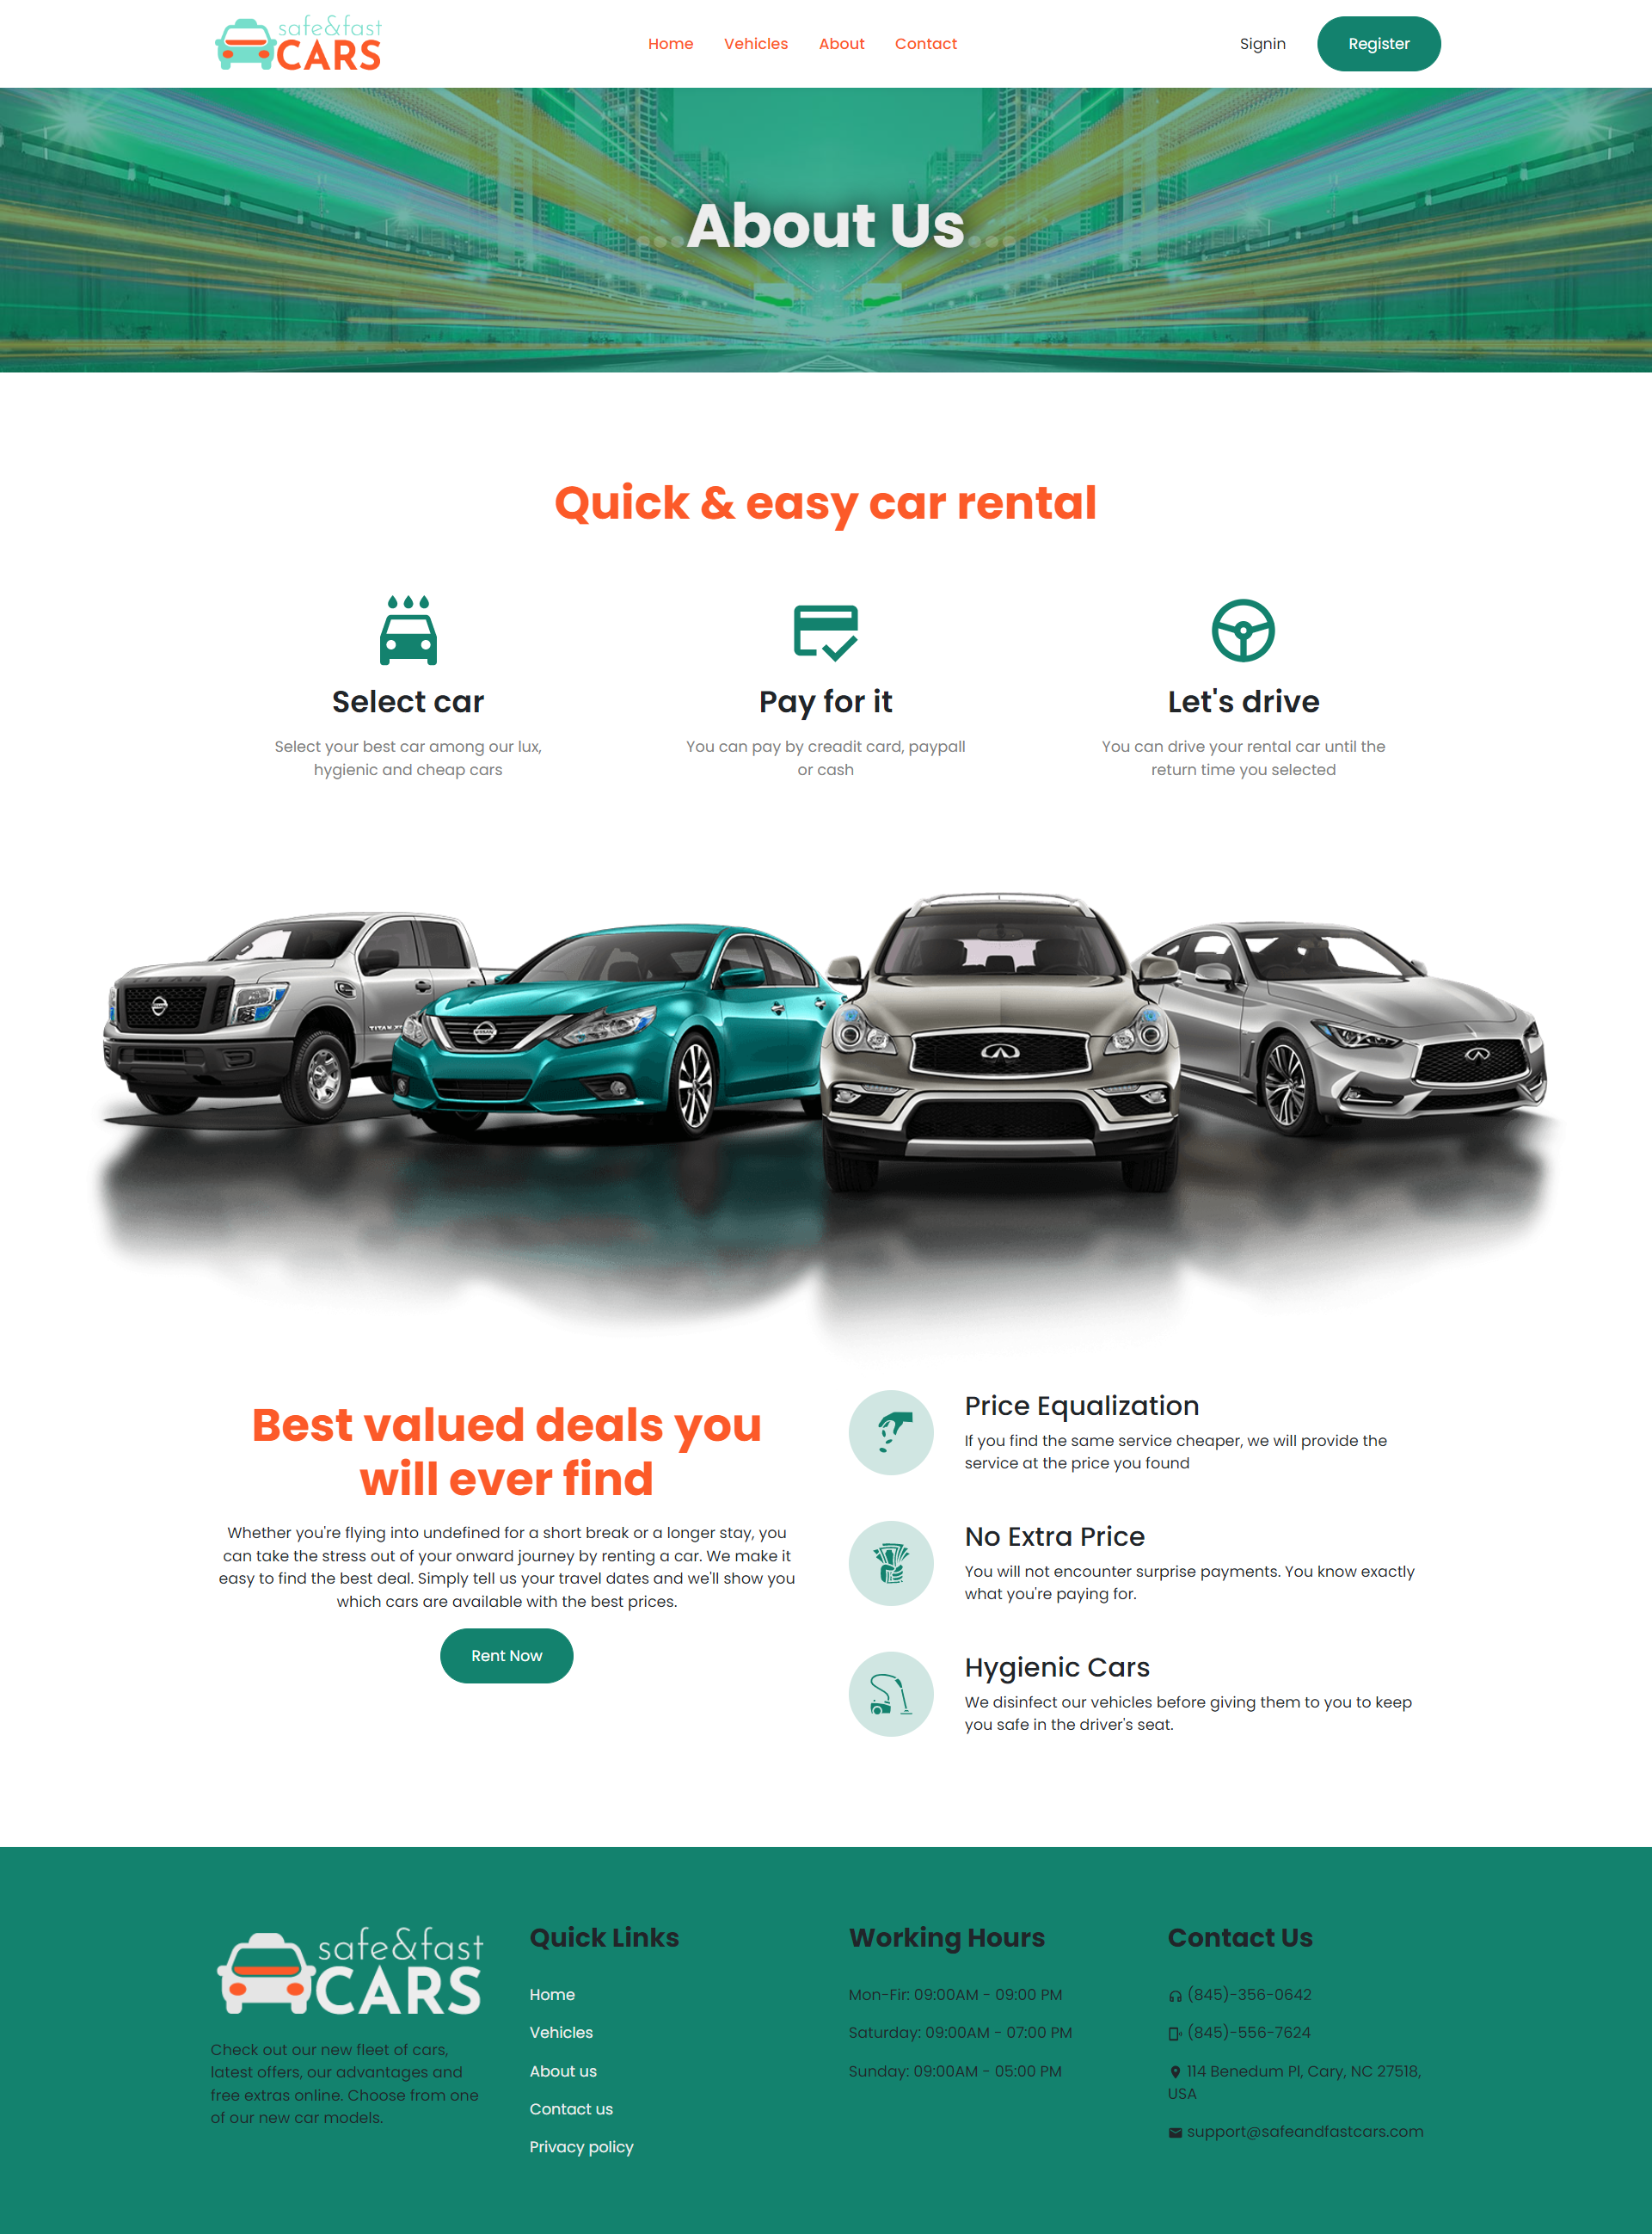 safe&fast
CARS
Home Vehicles About Contact
Signin Register
About Us
Quick & easy car rental
Select car
Select your best car among our lux,
hygienic and cheap cars
Pay for it
You can pay by creadit card, paypall
or cash
Let's drive
You can drive your rental car until the
return time you selected
TITAN
NISSAN
Best valued deals you
will ever find
Whether you're flying into undefined for a short break or a longer stay, you
can take the stress out of your onward journey by renting a car. We make it
easy to find the best deal. Simply tell us your travel dates and we'll show you
which cars are available with the best prices.
Rent Now
Price Equalization
If you find the same service cheaper, we will provide the
service at the price you found
No Extra Price
You will not encounter surprise payments. You know exactly
what you're paying for.
Hygienic Cars
We disinfect our vehicles before giving them to you to keep
you safe in the driver's seat.
safe&fast
CARS
Check out our new fleet of cars,
latest offers, our advantages and
free extras online. Choose from one
of our new car models.
Quick Links
Home
Vehicles
About us
Contact us
Privacy policy
Working Hours
Mon-Fir: 09:00AM - 09:00 PM
Saturday: 09:00AM - 07:00 PM
Sunday: 09:00AM - 05:00 PM
Contact Us
(845)-356-0642
(845)-556-7624
114 Benedum Pl, Cary, NC 27518,
USA
support@safeandfastcars.com